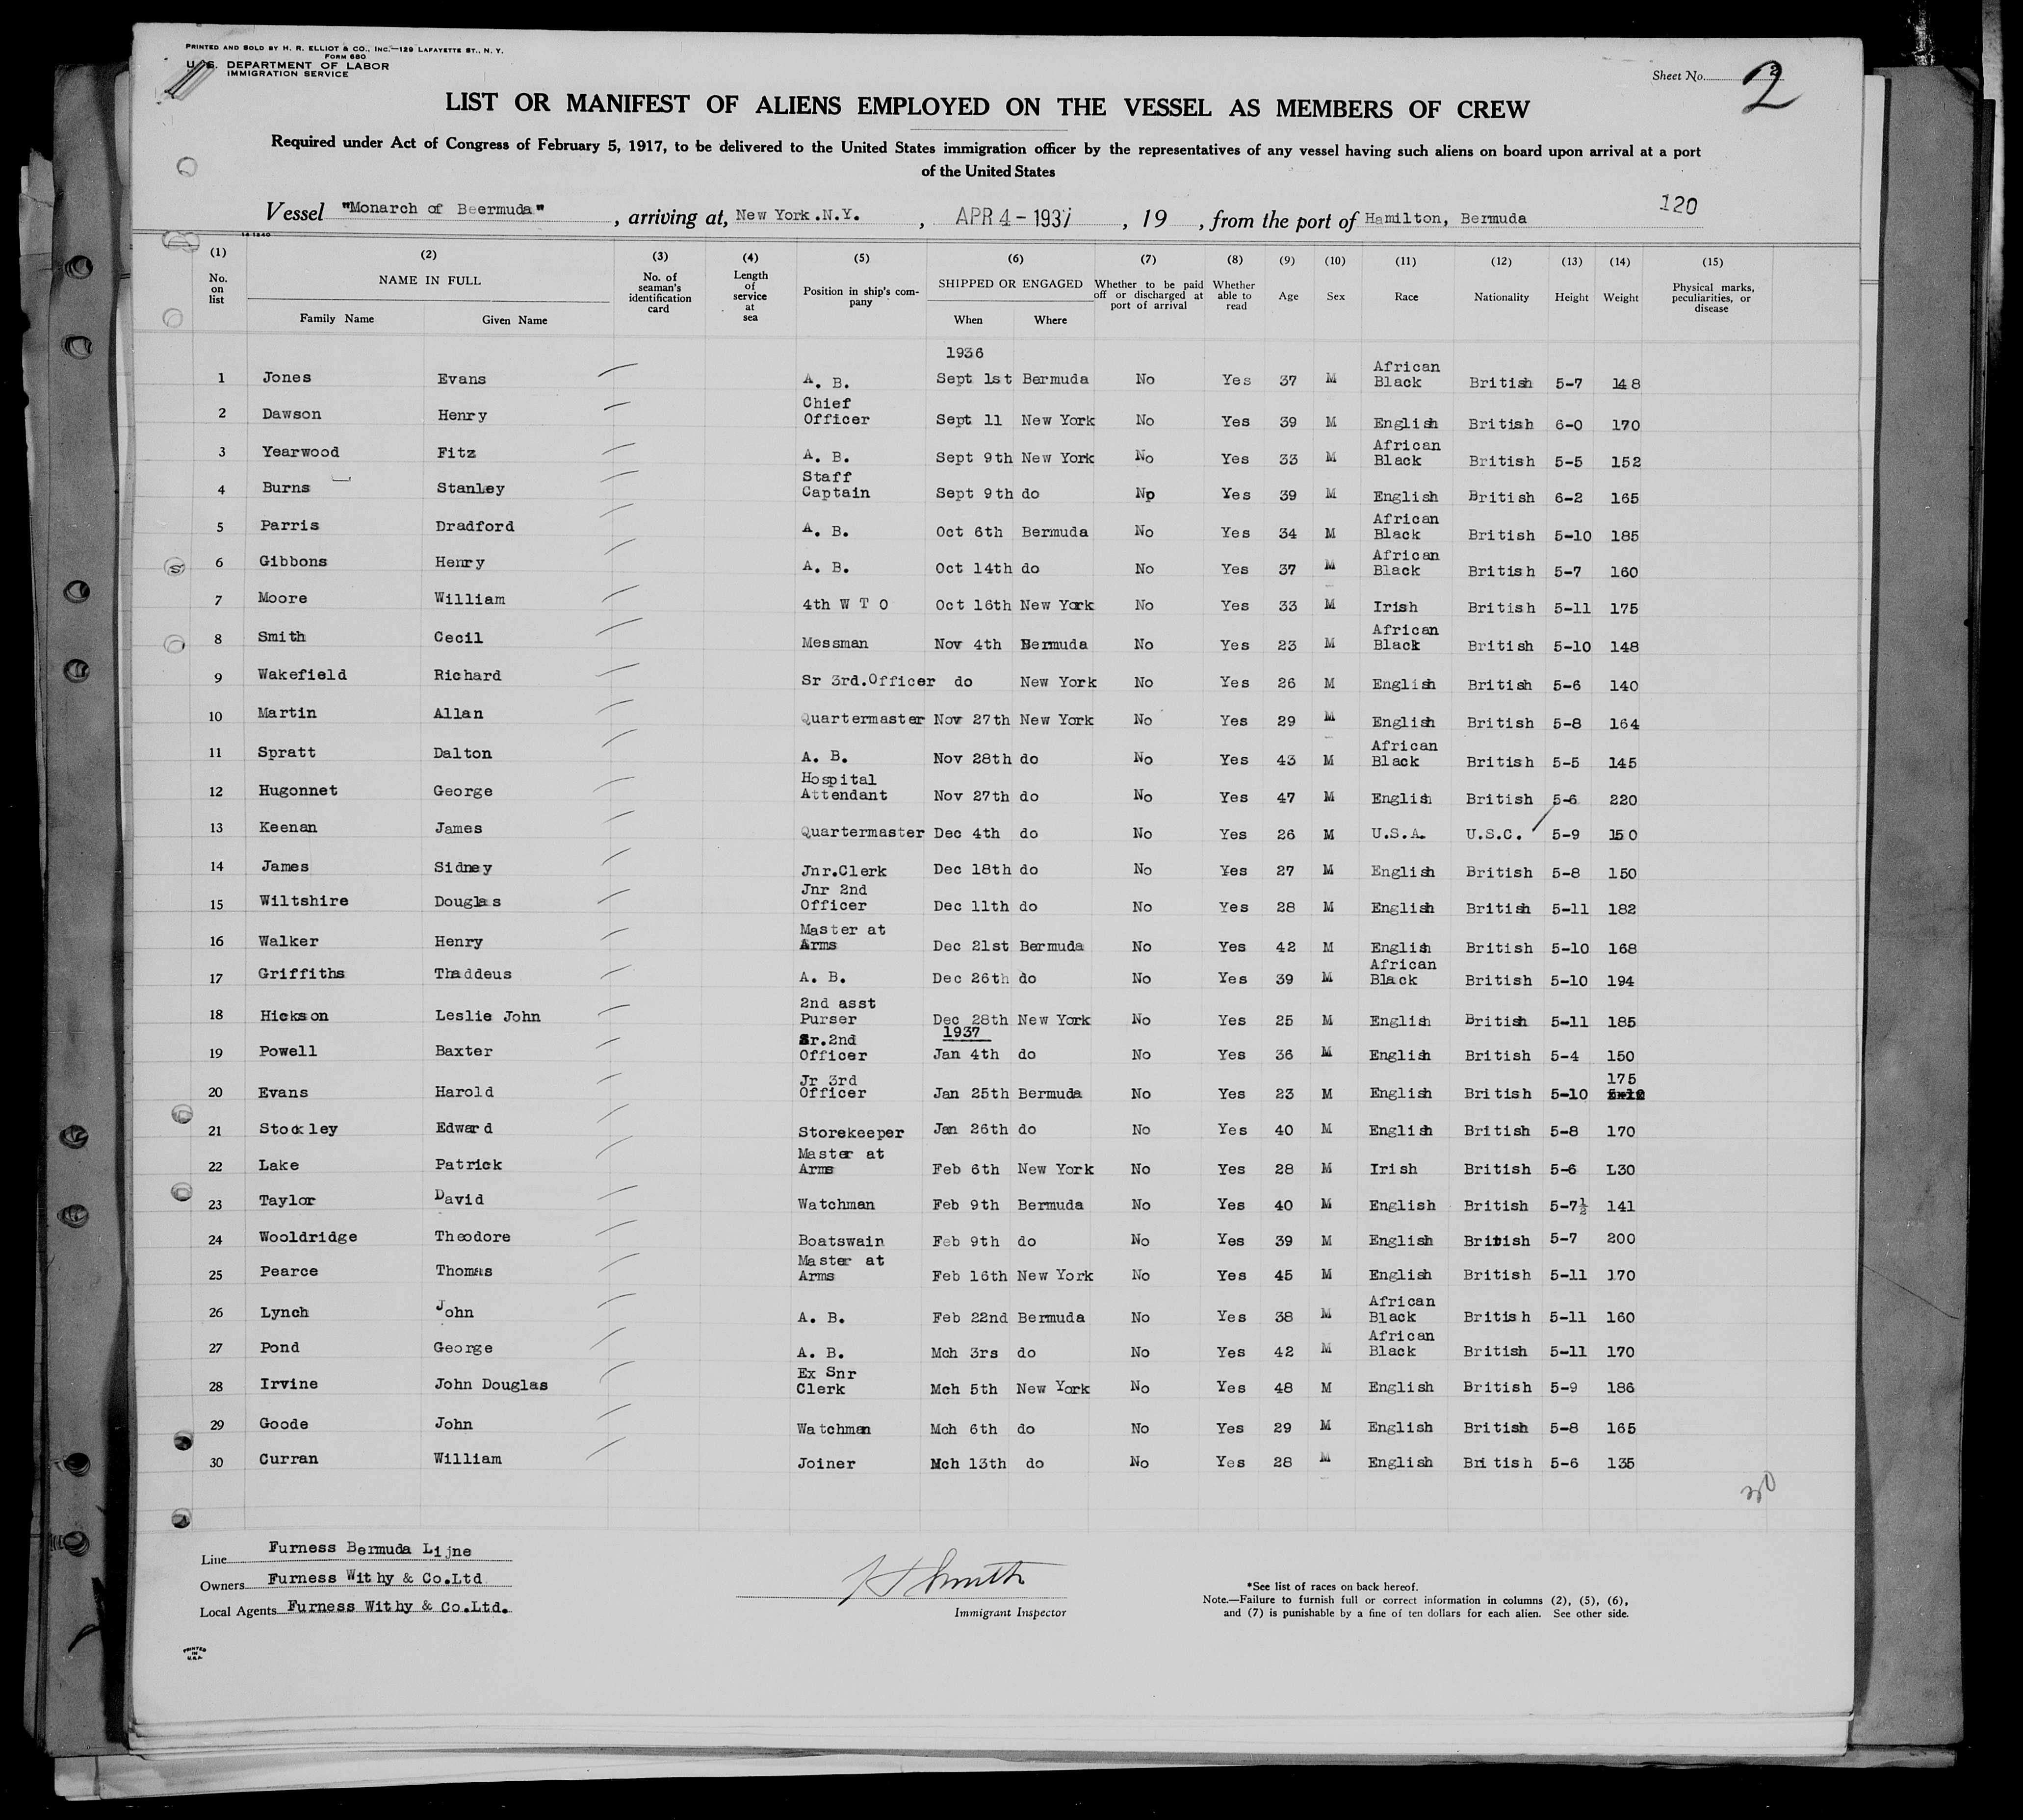 PRINTED AND SOLD BY H. R. ELLIOT & CO., INC.—129 LAFAYETTE ST., N. Y.
FORM 680
U. S. DEPARTMENT OF LABOR
IMMIGRATION SERVICE
Sheet No. 2
2
LIST OR MANIFEST OF ALIENS EMPLOYED ON THE VESSEL AS MEMBERS OF CREW
Required under Act of Congress of February 5, 1917, to be delivered to the United States immigration officer by the representatives of any vessel having such aliens on board upon arrival at a port
of the United States
120
Vessel "Monarch of Beermuda", arriving at, New York.N.Y., APR 4-1937, 19 , from the port of Hamilton, Bermuda
14 1240
(1) (2) (3) (4) (5) (6) (7) (8) (9) (10) (11) (12) (13) (14) (15)
No. on list NAME IN FULL Family Name Given Name No. of seaman's identification card Length of service at sea Position in ship's company SHIPPED OR ENGAGED When Where Whether to be paid off or discharged at port of arrival Whether able to read Age Sex Race Nationality Height Weight Physical marks, peculiarities, or disease
1936
1 Jones Evans A. B. Sept 1st Bermuda No Yes 37 M African Black British 5-7 148
2 Dawson Henry Chief Officer Sept 11 New York No Yes 39 M English British 6-0 170
3 Yearwood Fitz A. B. Sept 9th New York No Yes 33 M African Black British 5-5 152
4 Burns Stanley Staff Captain Sept 9th do Np Yes 39 M English British 6-2 165
5 Parris Dradford A. B. Oct 6th Bermuda No Yes 34 M African Black British 5-10 185
6 Gibbons Henry A. B. Oct 14th do No Yes 37 M African Black British 5-7 160
7 Moore William 4th W T O Oct 16th New York No Yes 33 M Irish British 5-11 175
8 Smith Cecil Messman Nov 4th Bermuda No Yes 23 M African Black British 5-10 148
9 Wakefield Richard Sr 3rd.Officer do New York No Yes 26 M English British 5-6 140
10 Martin Allan Quartermaster Nov 27th New York No Yes 29 M English British 5-8 164
11 Spratt Dalton A. B. Nov 28th do No Yes 43 M African Black British 5-5 145
12 Hugonnet George Hospital Attendant Nov 27th do No Yes 47 M English British 5-6 220
13 Keenan James Quartermaster Dec 4th do No Yes 26 M U.S.A. U.S.C. 5-9 150
14 James Sidney Jnr.Clerk Dec 18th do No Yes 27 M English British 5-8 150
15 Wiltshire Douglas Jnr 2nd Officer Dec 11th do No Yes 28 M English British 5-11 182
16 Walker Henry Master at Arms Dec 21st Bermuda No Yes 42 M English British 5-10 168
17 Griffiths Thaddeus A. B. Dec 26th do No Yes 39 M African Black British 5-10 194
18 Hickson Leslie John 2nd asst Purser Dec 28th New York No Yes 25 M English British 5-11 185
1937
19 Powell Baxter Sr.2nd Officer Jan 4th do No Yes 36 M English British 5-4 150
20 Evans Harold Jr 3rd Officer Jan 25th Bermuda No Yes 23 M English British 5-10 175
21 Stockley Edward Storekeeper Jan 26th do No Yes 40 M English British 5-8 170
22 Lake Patrick Master at Arms Feb 6th New York No Yes 28 M Irish British 5-6 L30
23 Taylor David Watchman Feb 9th Bermuda No Yes 40 M English British 5-7½ 141
24 Wooldridge Theodore Boatswain Feb 9th do No Yes 39 M English British 5-7 200
25 Pearce Thomas Master at Arms Feb 16th New York No Yes 45 M English British 5-11 170
26 Lynch John A. B. Feb 22nd Bermuda No Yes 38 M African Black British 5-11 160
27 Pond George A. B. Mch 3rs do No Yes 42 M African Black British 5-11 170
28 Irvine John Douglas Ex Snr Clerk Mch 5th New York No Yes 48 M English British 5-9 186
29 Goode John Watchman Mch 6th do No Yes 29 M English British 5-8 165
30 Curran William Joiner Mch 13th do No Yes 28 M English British 5-6 135
30
Line Furness Bermuda Lijne
Owners Furness Withy & Co.Ltd
Local Agents Furness Withy & Co.Ltd.
Immigrant Inspector
*See list of races on back hereof.
Note.—Failure to furnish full or correct information in columns (2), (5), (6),
and (7) is punishable by a fine of ten dollars for each alien. See other side.
PRINTED
IN
U.S.A.